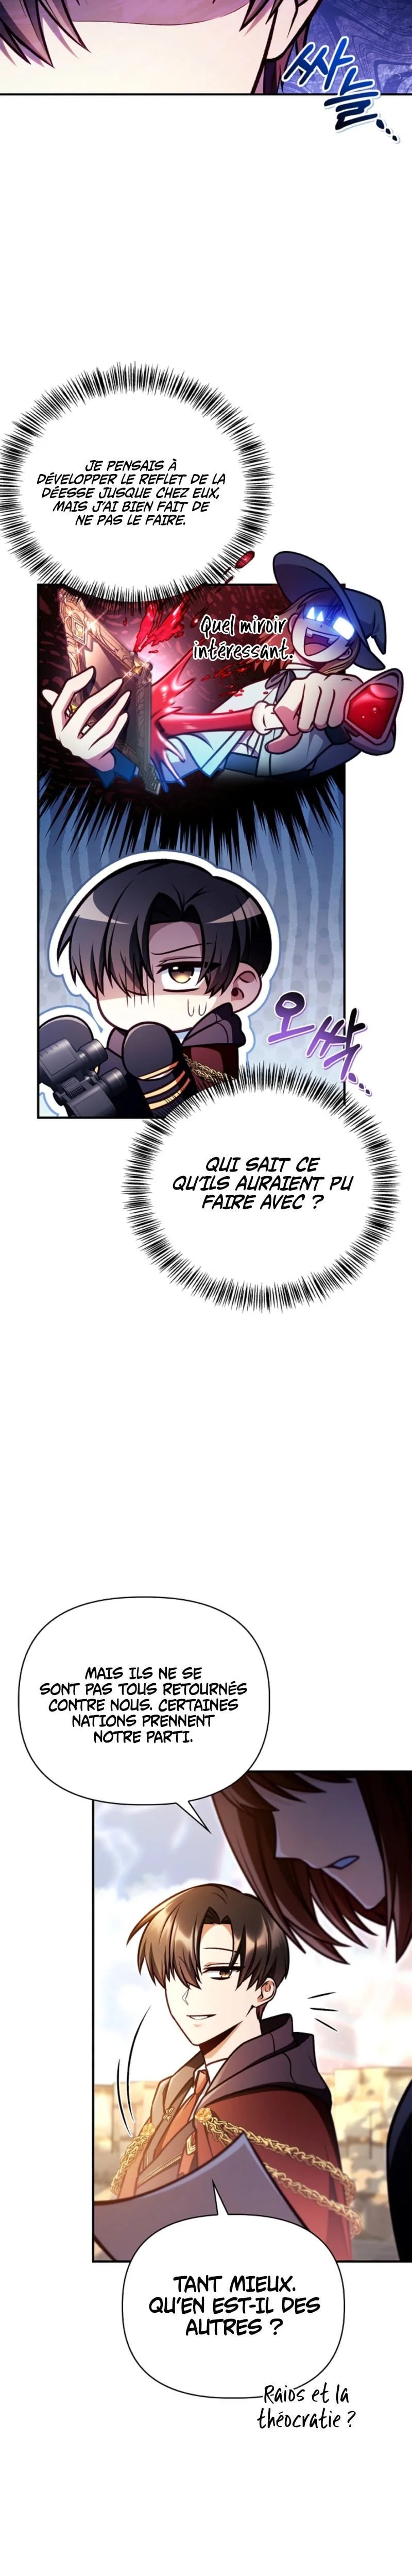 싸늘...
JE PENSAIS À
DÉVELOPPER LE REFLET DE LA
DÉESSE JUSQUE CHEZ EUX,
MAIS J'AI BIEN FAIT DE
NE PAS LE FAIRE.
Quel miroir
intéressant.
오싹...
QUI SAIT CE
QU'ILS AURAIENT PU
FAIRE AVEC ?
MAIS ILS NE SE
SONT PAS TOUS RETOURNÉS
CONTRE NOUS. CERTAINES
NATIONS PRENNENT
NOTRE PARTI.
TANT MIEUX.
QU'EN EST-IL DES
AUTRES ?
Raios et la
théocratie ?